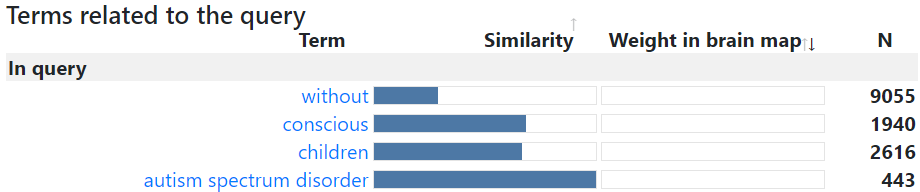 Terms related to the query
Term Similarity Weight in brain map N
In query
without 9055
conscious 1940
children 2616
autism spectrum disorder 443